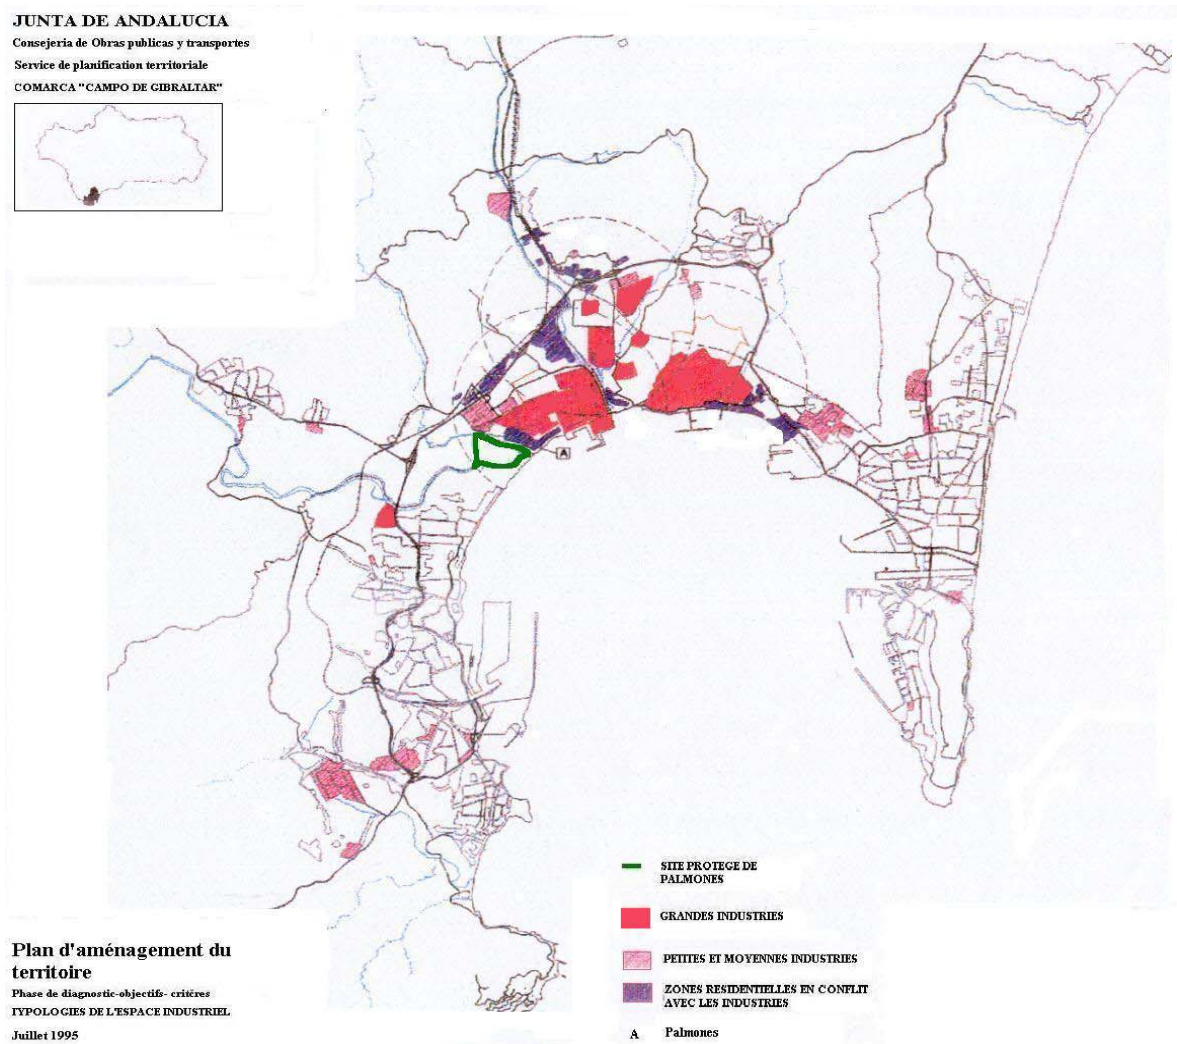 JUNTA DE ANDALUCIA
Consejeria de Obras publicas y transportes
Service de planification territoriale
COMARCA "CAMPO DE GIBRALTAR"
A
SITE PROTEGE DE
PALMONES
GRANDES INDUSTRIES
PETITES ET MOYENNES INDUSTRIES
ZONES RESIDENTIELLES EN CONFLIT
AVEC LES INDUSTRIES
A Palmones
Plan d'aménagement du
territoire
Phase de diagnostic-objectifs- critères
TYPOLOGIES DE L'ESPACE INDUSTRIEL
Juillet 1995